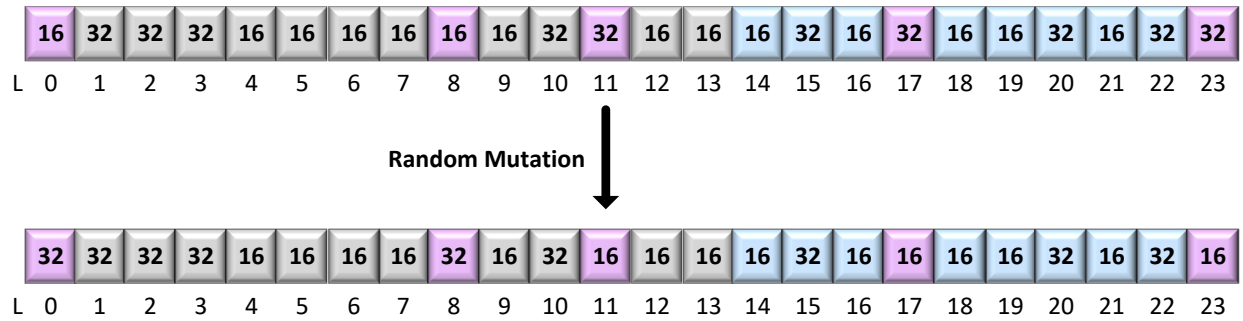 16 32 32 32 16 16 16 16 16 16 32 32 16 16 16 32 16 32 16 16 32 16 32 32
L 0 1 2 3 4 5 6 7 8 9 10 11 12 13 14 15 16 17 18 19 20 21 22 23
Random Mutation
32 32 32 32 16 16 16 16 32 16 32 16 16 16 16 32 16 16 16 16 32 16 32 16
L 0 1 2 3 4 5 6 7 8 9 10 11 12 13 14 15 16 17 18 19 20 21 22 23